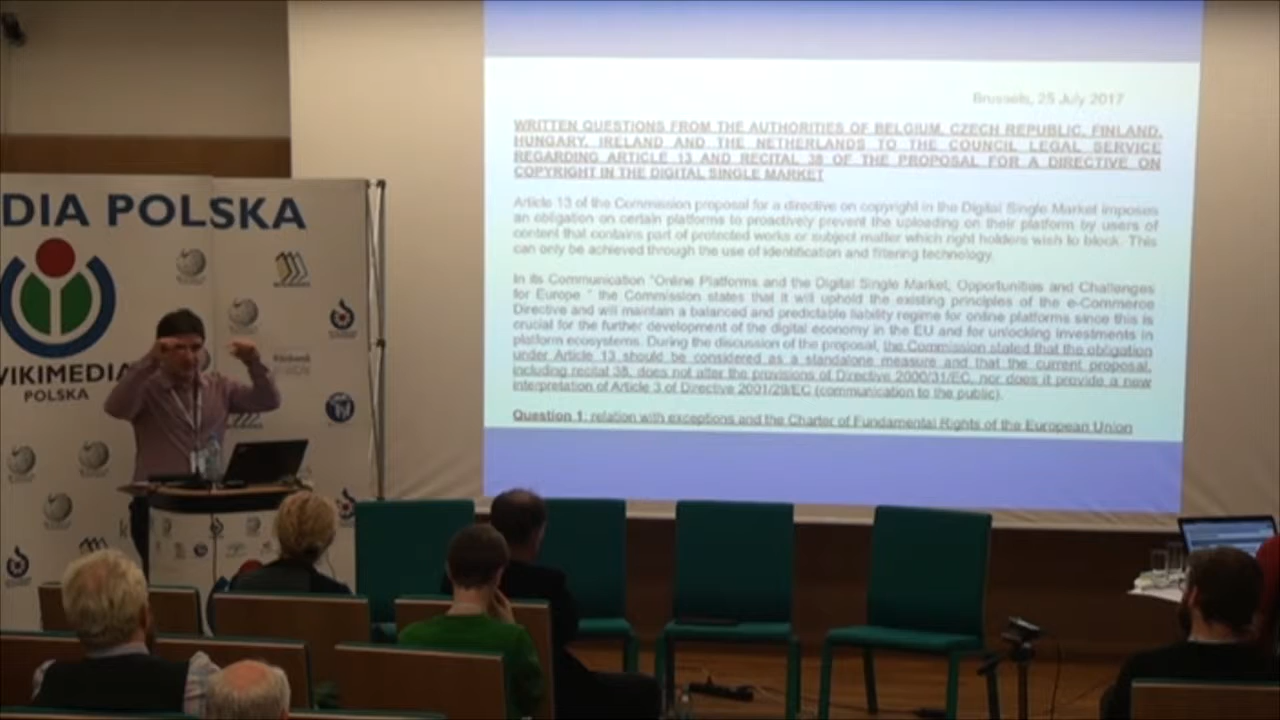 DIA POLSKA
WIKIMEDIA
POLSKA
Brussels, 25 July 2017
WRITTEN QUESTIONS FROM THE AUTHORITIES OF BELGIUM, CZECH REPUBLIC, FINLAND,
HUNGARY, IRELAND AND THE NETHERLANDS TO THE COUNCIL LEGAL SERVICE
REGARDING ARTICLE 13 AND RECITAL 38 OF THE PROPOSAL FOR A DIRECTIVE ON
COPYRIGHT IN THE DIGITAL SINGLE MARKET
Article 13 of the Commission proposal for a directive on copyright in the Digital Single Market imposes
an obligation on certain platforms to proactively prevent the uploading on their platform by users of
content that contains part of protected works or subject matter which right holders wish to block. This
can only be achieved through the use of identification and filtering technology.
In its Communication "Online Platforms and the Digital Single Market, Opportunities and Challenges
for Europe " the Commission states that it will uphold the existing principles of the e-Commerce
Directive and will maintain a balanced and predictable liability regime for online platforms since this is
crucial for the further development of the digital economy in the EU and for unlocking investments in
platform ecosystems. During the discussion of the proposal, the Commission stated that the obligation
under Article 13 should be considered as a standalone measure and that the current proposal,
including recital 38, does not alter the provisions of Directive 2000/31/EC, nor does it provide a new
interpretation of Article 3 of Directive 2001/29/EC (communication to the public).
Question 1: relation with exceptions and the Charter of Fundamental Rights of the European Union